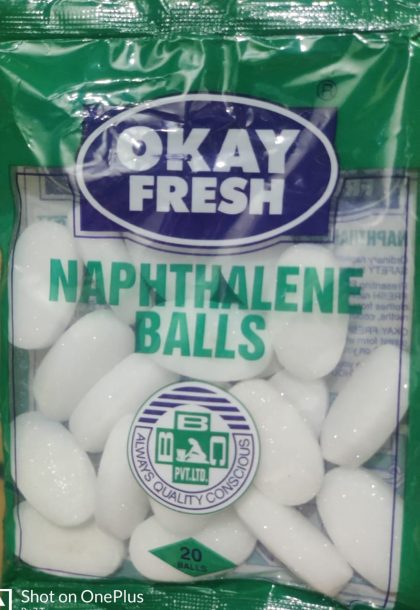 ®
OKAY
FRESH
NAPHTHALENE
BALLS
B
B C
PVT.LTD.
ALWAYS QUALITY CONSCIOUS
20
BALLS
Shot on OnePlus